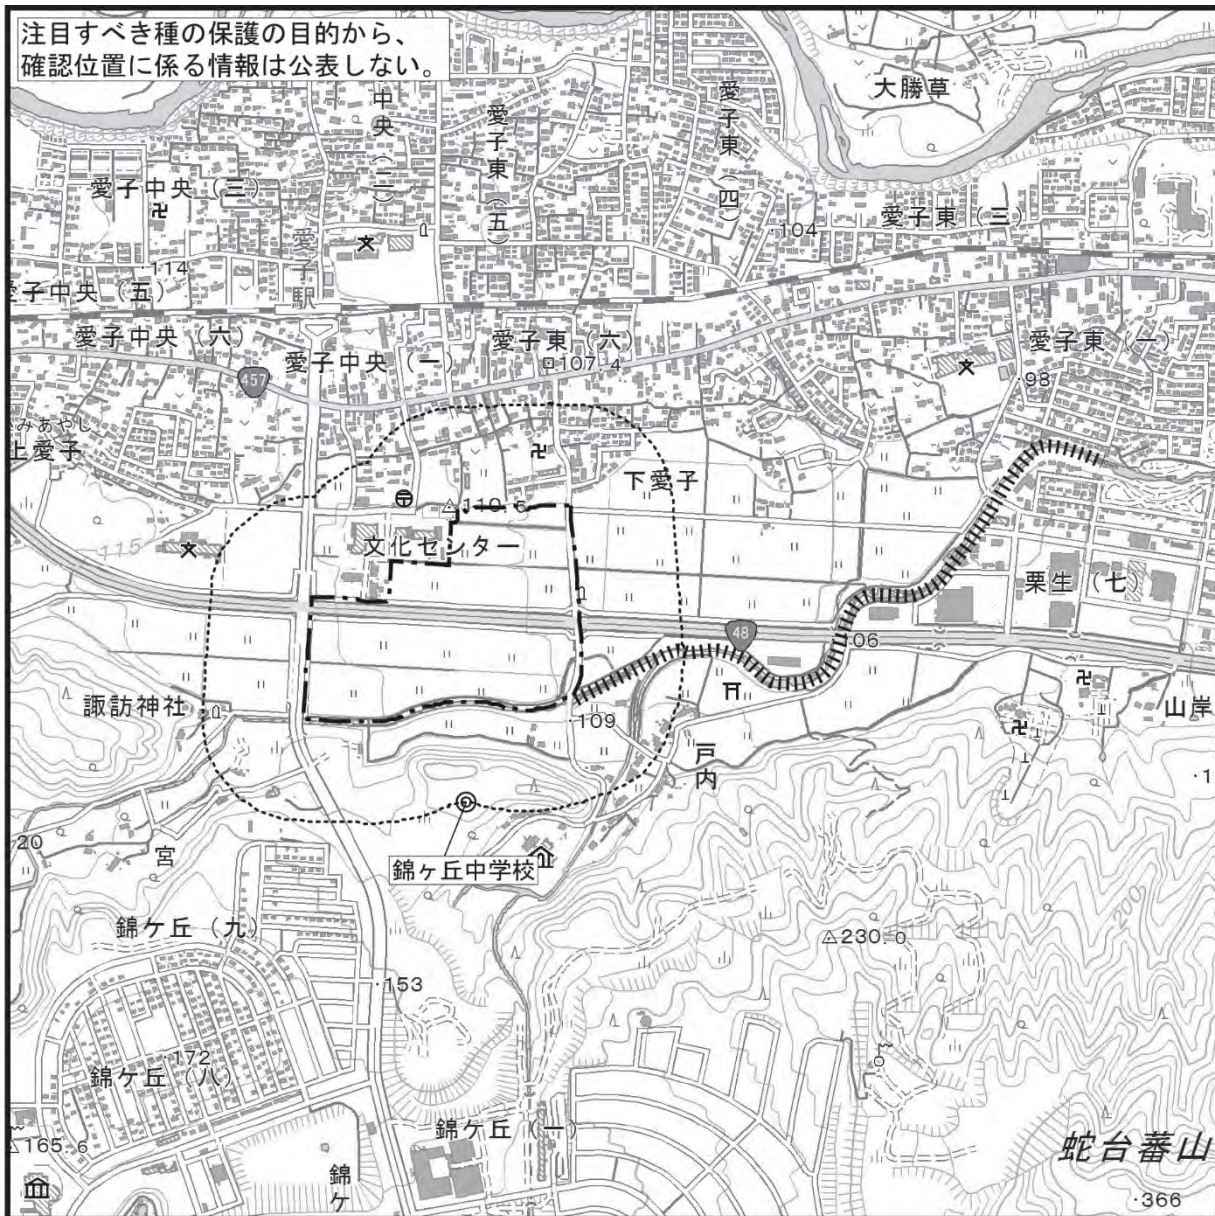 注目すべき種の保護の目的から、
確認位置に係る情報は公表しない。
大勝草
中央（二）
愛子東（五）
愛子東（四）
愛子中央（三）
愛子東（三）
愛子駅
104
114
愛子中央（五）
愛子中央（六）
愛子中央（一）
愛子東（六）
107.4
愛子東（一）
457
98
みあやし
上愛子
下愛子
110.6
115
文化センター
栗生（七）
48
106
諏訪神社
109
戸内
山岸
錦ヶ丘中学校
宮
錦ケ丘（九）
230.0
200
153
172
錦ケ丘（八）
錦ケ丘（一）
165.6
錦ケ
蛇台蕃山
366